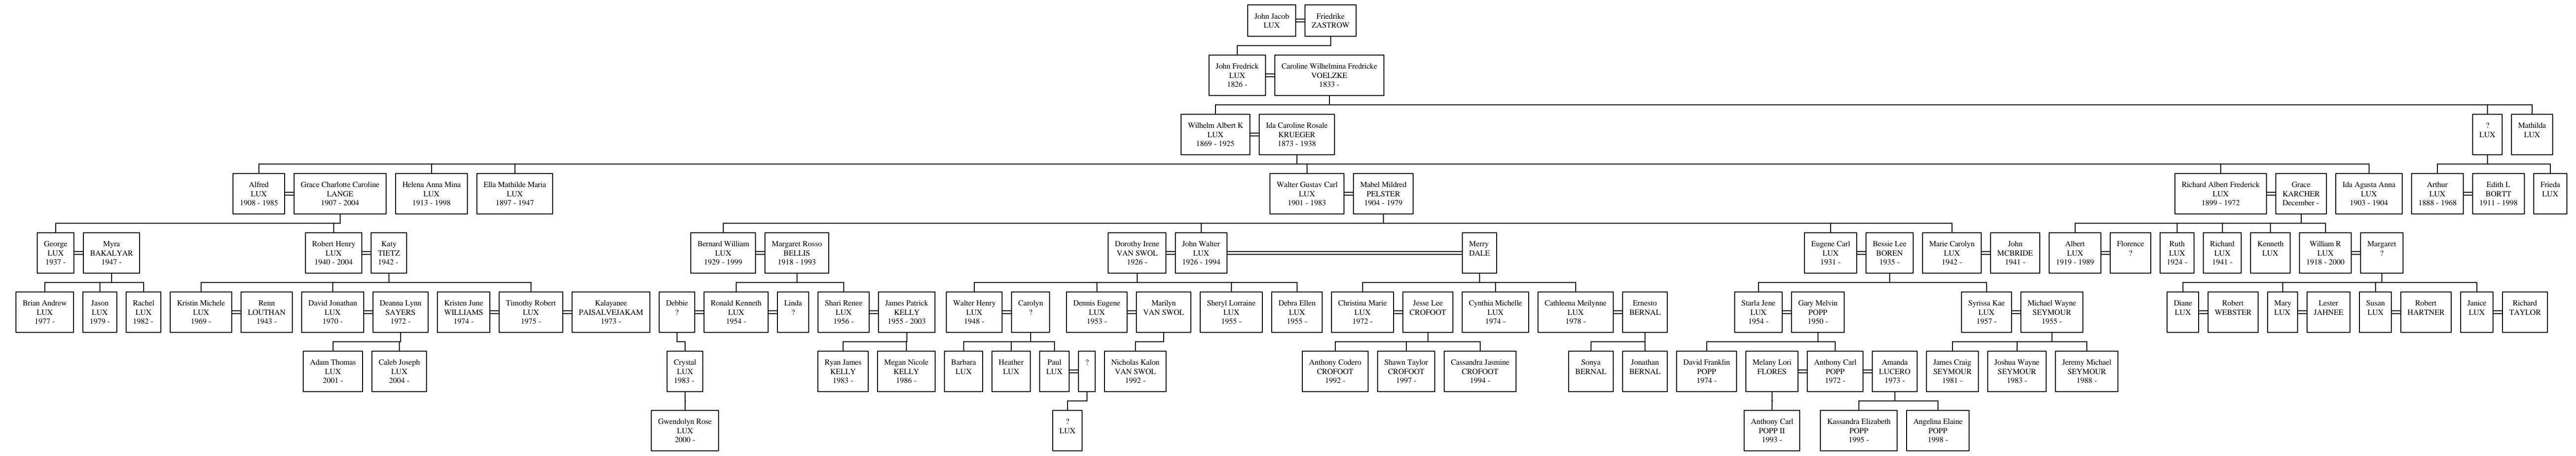 John Jacob
LUX
Friedrike
ZASTROW
John Fredrick
LUX
1826 -
Caroline Wilhelmina Fredricke
VOELZKE
1833 -
Wilhelm Albert K
LUX
1869 - 1925
Ida Caroline Rosale
KRUEGER
1873 - 1938
?
LUX
Mathilda
LUX
Alfred
LUX
1908 - 1985
Grace Charlotte Caroline
LANGE
1907 - 2004
Helena Anna Mina
LUX
1913 - 1998
Ella Mathilde Maria
LUX
1897 - 1947
Walter Gustav Carl
LUX
1901 - 1983
Mabel Mildred
PELSTER
1904 - 1979
Richard Albert Frederick
LUX
1899 - 1972
Grace
KARCHER
December -
Ida Agusta Anna
LUX
1903 - 1904
Arthur
LUX
1888 - 1968
Edith L
BORTT
1911 - 1998
Frieda
LUX
George
LUX
1937 -
Myra
BAKALYAR
1947 -
Robert Henry
LUX
1940 - 2004
Katy
TIETZ
1942 -
Bernard William
LUX
1929 - 1999
Margaret Rosso
BELLIS
1918 - 1993
Dorothy Irene
VAN SWOL
1926 -
John Walter
LUX
1926 - 1994
Merry
DALE
Eugene Carl
LUX
1931 -
Bessie Lee
BOREN
1935 -
Marie Carolyn
LUX
1942 -
John
MCBRIDE
1941 -
Albert
LUX
1919 - 1989
Florence
?
Ruth
LUX
1924 -
Richard
LUX
1941 -
Kenneth
LUX
William R
LUX
1918 - 2000
Margaret
?
Brian Andrew
LUX
1977 -
Jason
LUX
1979 -
Rachel
LUX
1982 -
Kristin Michele
LUX
1969 -
Renn
LOUTHAN
1943 -
David Jonathan
LUX
1970 -
Deanna Lynn
SAYERS
1972 -
Kristen June
WILLIAMS
1974 -
Timothy Robert
LUX
1975 -
Kalayanee
PAISALVEJAKAM
1973 -
Debbie
?
Ronald Kenneth
LUX
1954 -
Linda
?
Shari Renee
LUX
1956 -
James Patrick
KELLY
1955 - 2003
Walter Henry
LUX
1948 -
Carolyn
?
Dennis Eugene
LUX
1953 -
Marilyn
VAN SWOL
Sheryl Lorraine
LUX
1955 -
Debra Ellen
LUX
1955 -
Christina Marie
LUX
1972 -
Jesse Lee
CROFOOT
Cynthia Michelle
LUX
1974 -
Cathleena Meilynne
LUX
1978 -
Ernesto
BERNAL
Starla Jene
LUX
1954 -
Gary Melvin
POPP
1950 -
Syrissa Kae
LUX
1957 -
Michael Wayne
SEYMOUR
1955 -
Diane
LUX
Robert
WEBSTER
Mary
LUX
Lester
JAHNEE
Susan
LUX
Robert
HARTNER
Janice
LUX
Richard
TAYLOR
Adam Thomas
LUX
2001 -
Caleb Joseph
LUX
2004 -
Crystal
LUX
1983 -
Ryan James
KELLY
1983 -
Megan Nicole
KELLY
1986 -
Barbara
LUX
Heather
LUX
Paul
LUX
?
Nicholas Kalon
VAN SWOL
1992 -
Anthony Codero
CROFOOT
1992 -
Shawn Taylor
CROFOOT
1997 -
Cassandra Jasmine
CROFOOT
1994 -
Sonya
BERNAL
Jonathan
BERNAL
David Franklin
POPP
1974 -
Melany Lori
FLORES
Anthony Carl
POPP
1972 -
Amanda
LUCERO
1973 -
James Craig
SEYMOUR
1981 -
Joshua Wayne
SEYMOUR
1983 -
Jeremy Michael
SEYMOUR
1988 -
Gwendolyn Rose
LUX
2000 -
?
LUX
Anthony Carl
POPP II
1993 -
Kassandra Elizabeth
POPP
1995 -
Angelina Elaine
POPP
1998 -